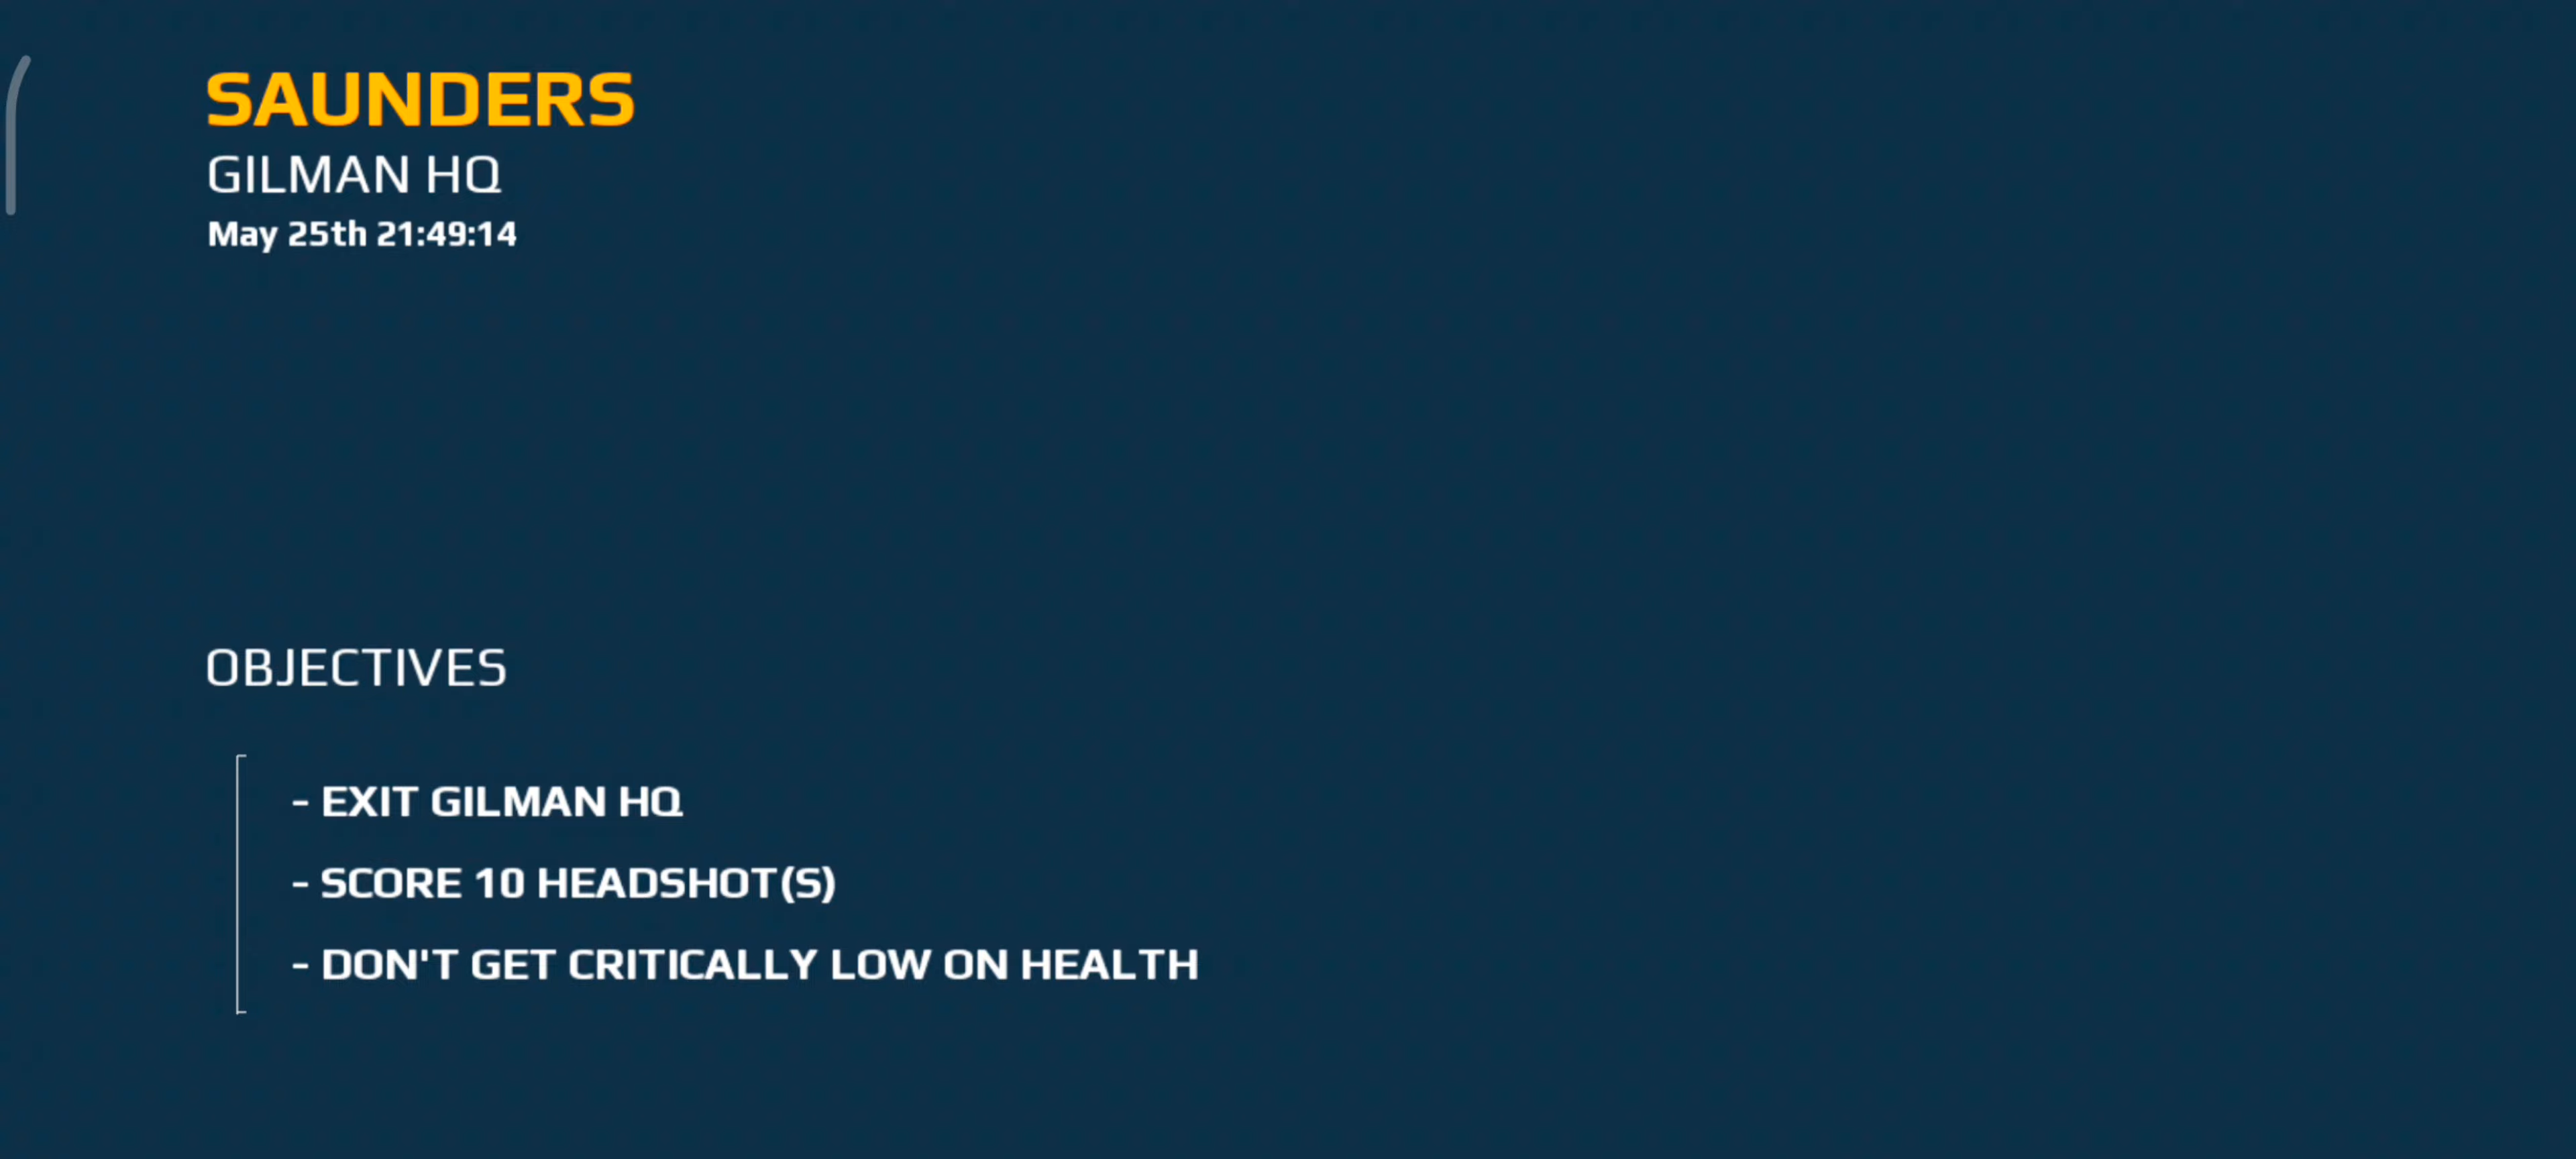 SAUNDERS
GILMAN HQ
May 25th 21:49:14
OBJECTIVES
- EXIT GILMAN HQ
- SCORE 10 HEADSHOT(S)
- DON'T GET CRITICALLY LOW ON HEALTH